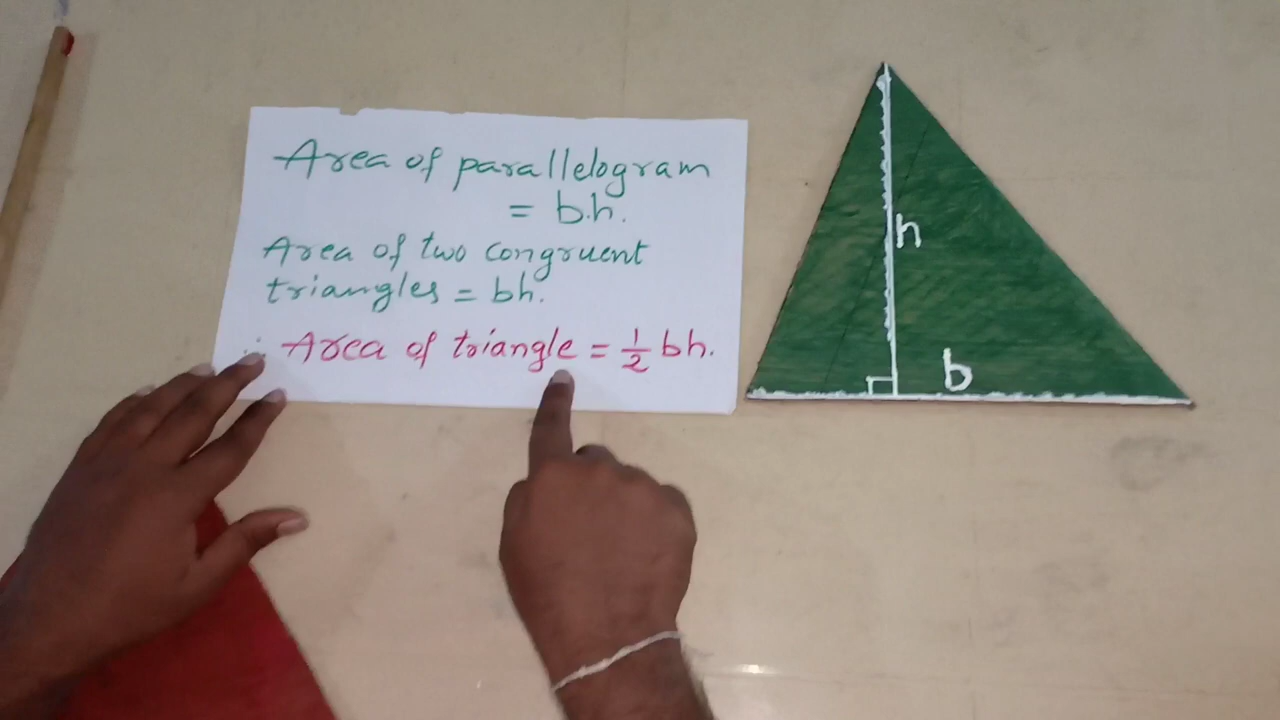 Area of parallelogram
= b.h.
Area of two congruent
triangles = bh.
∴ Area of triangle = 1/2 bh.
h
b